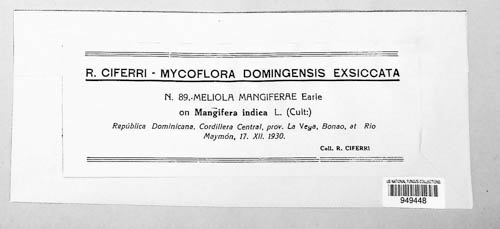 R. CIFERRI - MYCOFLORA DOMINGENSIS EXSICCATA
N. 89.-MELIOLA MANGIFERAE Earle
on Mangifera indica L. (Cult:)
República Dominicana, Cordillera Central, prov. La Vega, Bonao, at Rio
Maymón, 17. XII. 1930.
Coll. R. CIFERRI
US NATIONAL FUNGUS COLLECTIONS
949448